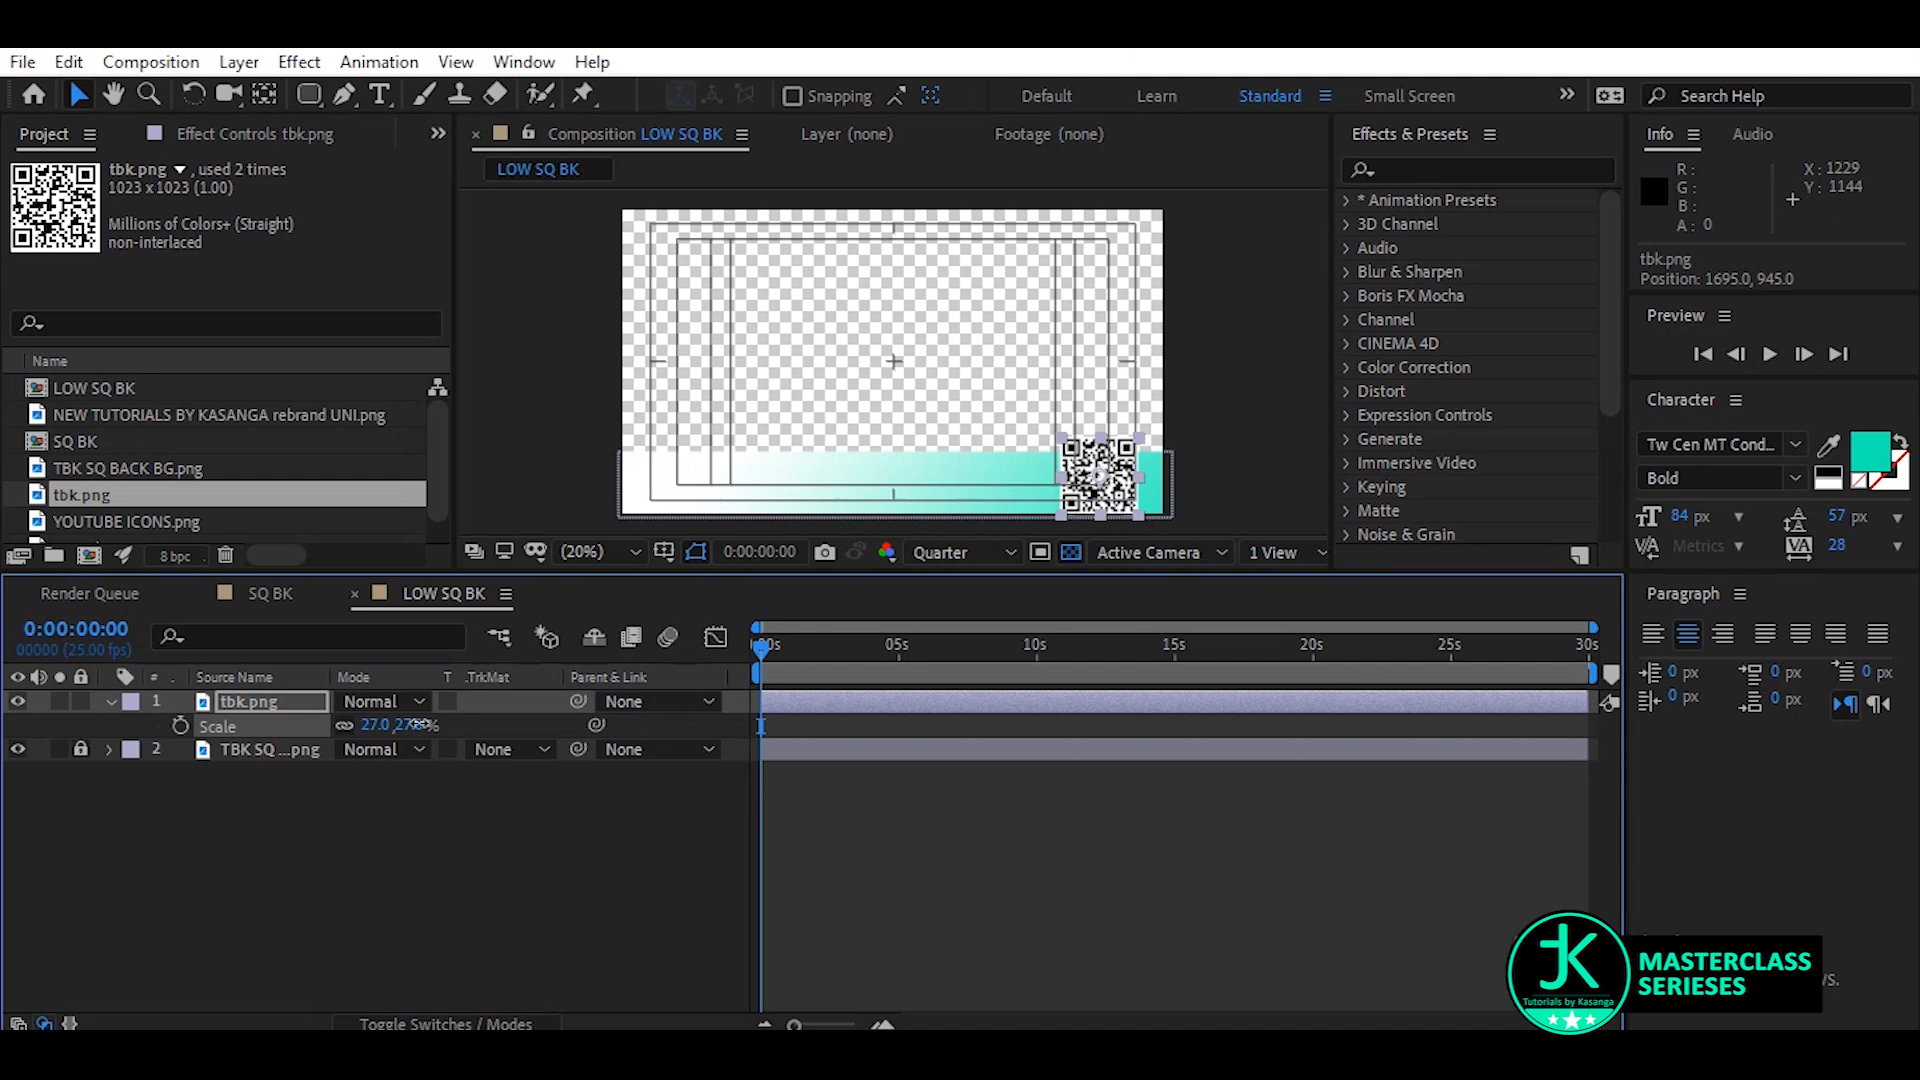 File Edit Composition Layer Effect Animation View Window Help
Snapping Default Learn Standard Small Screen Search Help
Project Effect Controls tbk.png
Composition LOW SQ BK Layer (none) Footage (none)
LOW SQ BK
tbk.png , used 2 times
1023 x 1023 (1.00)
Millions of Colors+ (Straight)
non-interlaced
Name
LOW SQ BK
NEW TUTORIALS BY KASANGA rebrand UNI.png
SQ BK
TBK SQ BACK BG.png
tbk.png
YOUTUBE ICONS.png
8 bpc
(20%) 0:00:00:00 Quarter Active Camera 1 View
Effects & Presets
* Animation Presets
3D Channel
Audio
Blur & Sharpen
Boris FX Mocha
Channel
CINEMA 4D
Color Correction
Distort
Expression Controls
Generate
Immersive Video
Keying
Matte
Noise & Grain
Info Audio
R: X: 1229
G: Y: 1144
B:
A: 0
tbk.png
Position: 1695.0, 945.0
Preview
Character
Tw Cen MT Cond...
Bold
84 px 57 px
Metrics 28
Paragraph
0 px 0 px 0 px
0 px 0 px
Render Queue SQ BK LOW SQ BK
0:00:00:00
00000 (25.00 fps)
05s 10s 15s 20s 25s 30s
# Source Name Mode T .TrkMat Parent & Link
1 tbk.png Normal None
Scale 27.0
2 TBK SQ ...png Normal None None
Toggle Switches / Modes
JK
Tutorials by Kasanga
MASTERCLASS
SERIESES